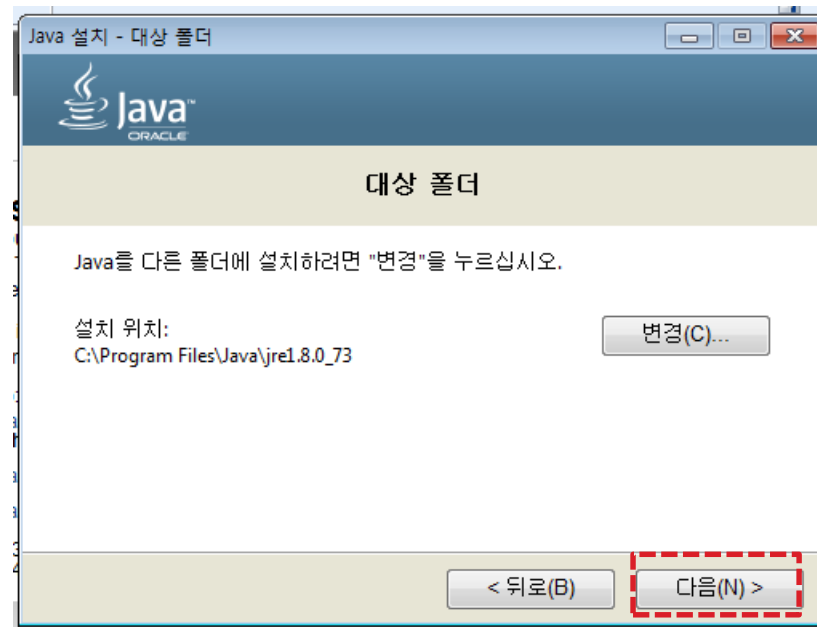 Java 설치 - 대상 폴더
Java™
ORACLE
대상 폴더
Java를 다른 폴더에 설치하려면 "변경"을 누르십시오.
설치 위치:
변경(C)...
C:\Program Files\Java\jre1.8.0_73
< 뒤로(B)
다음(N) >